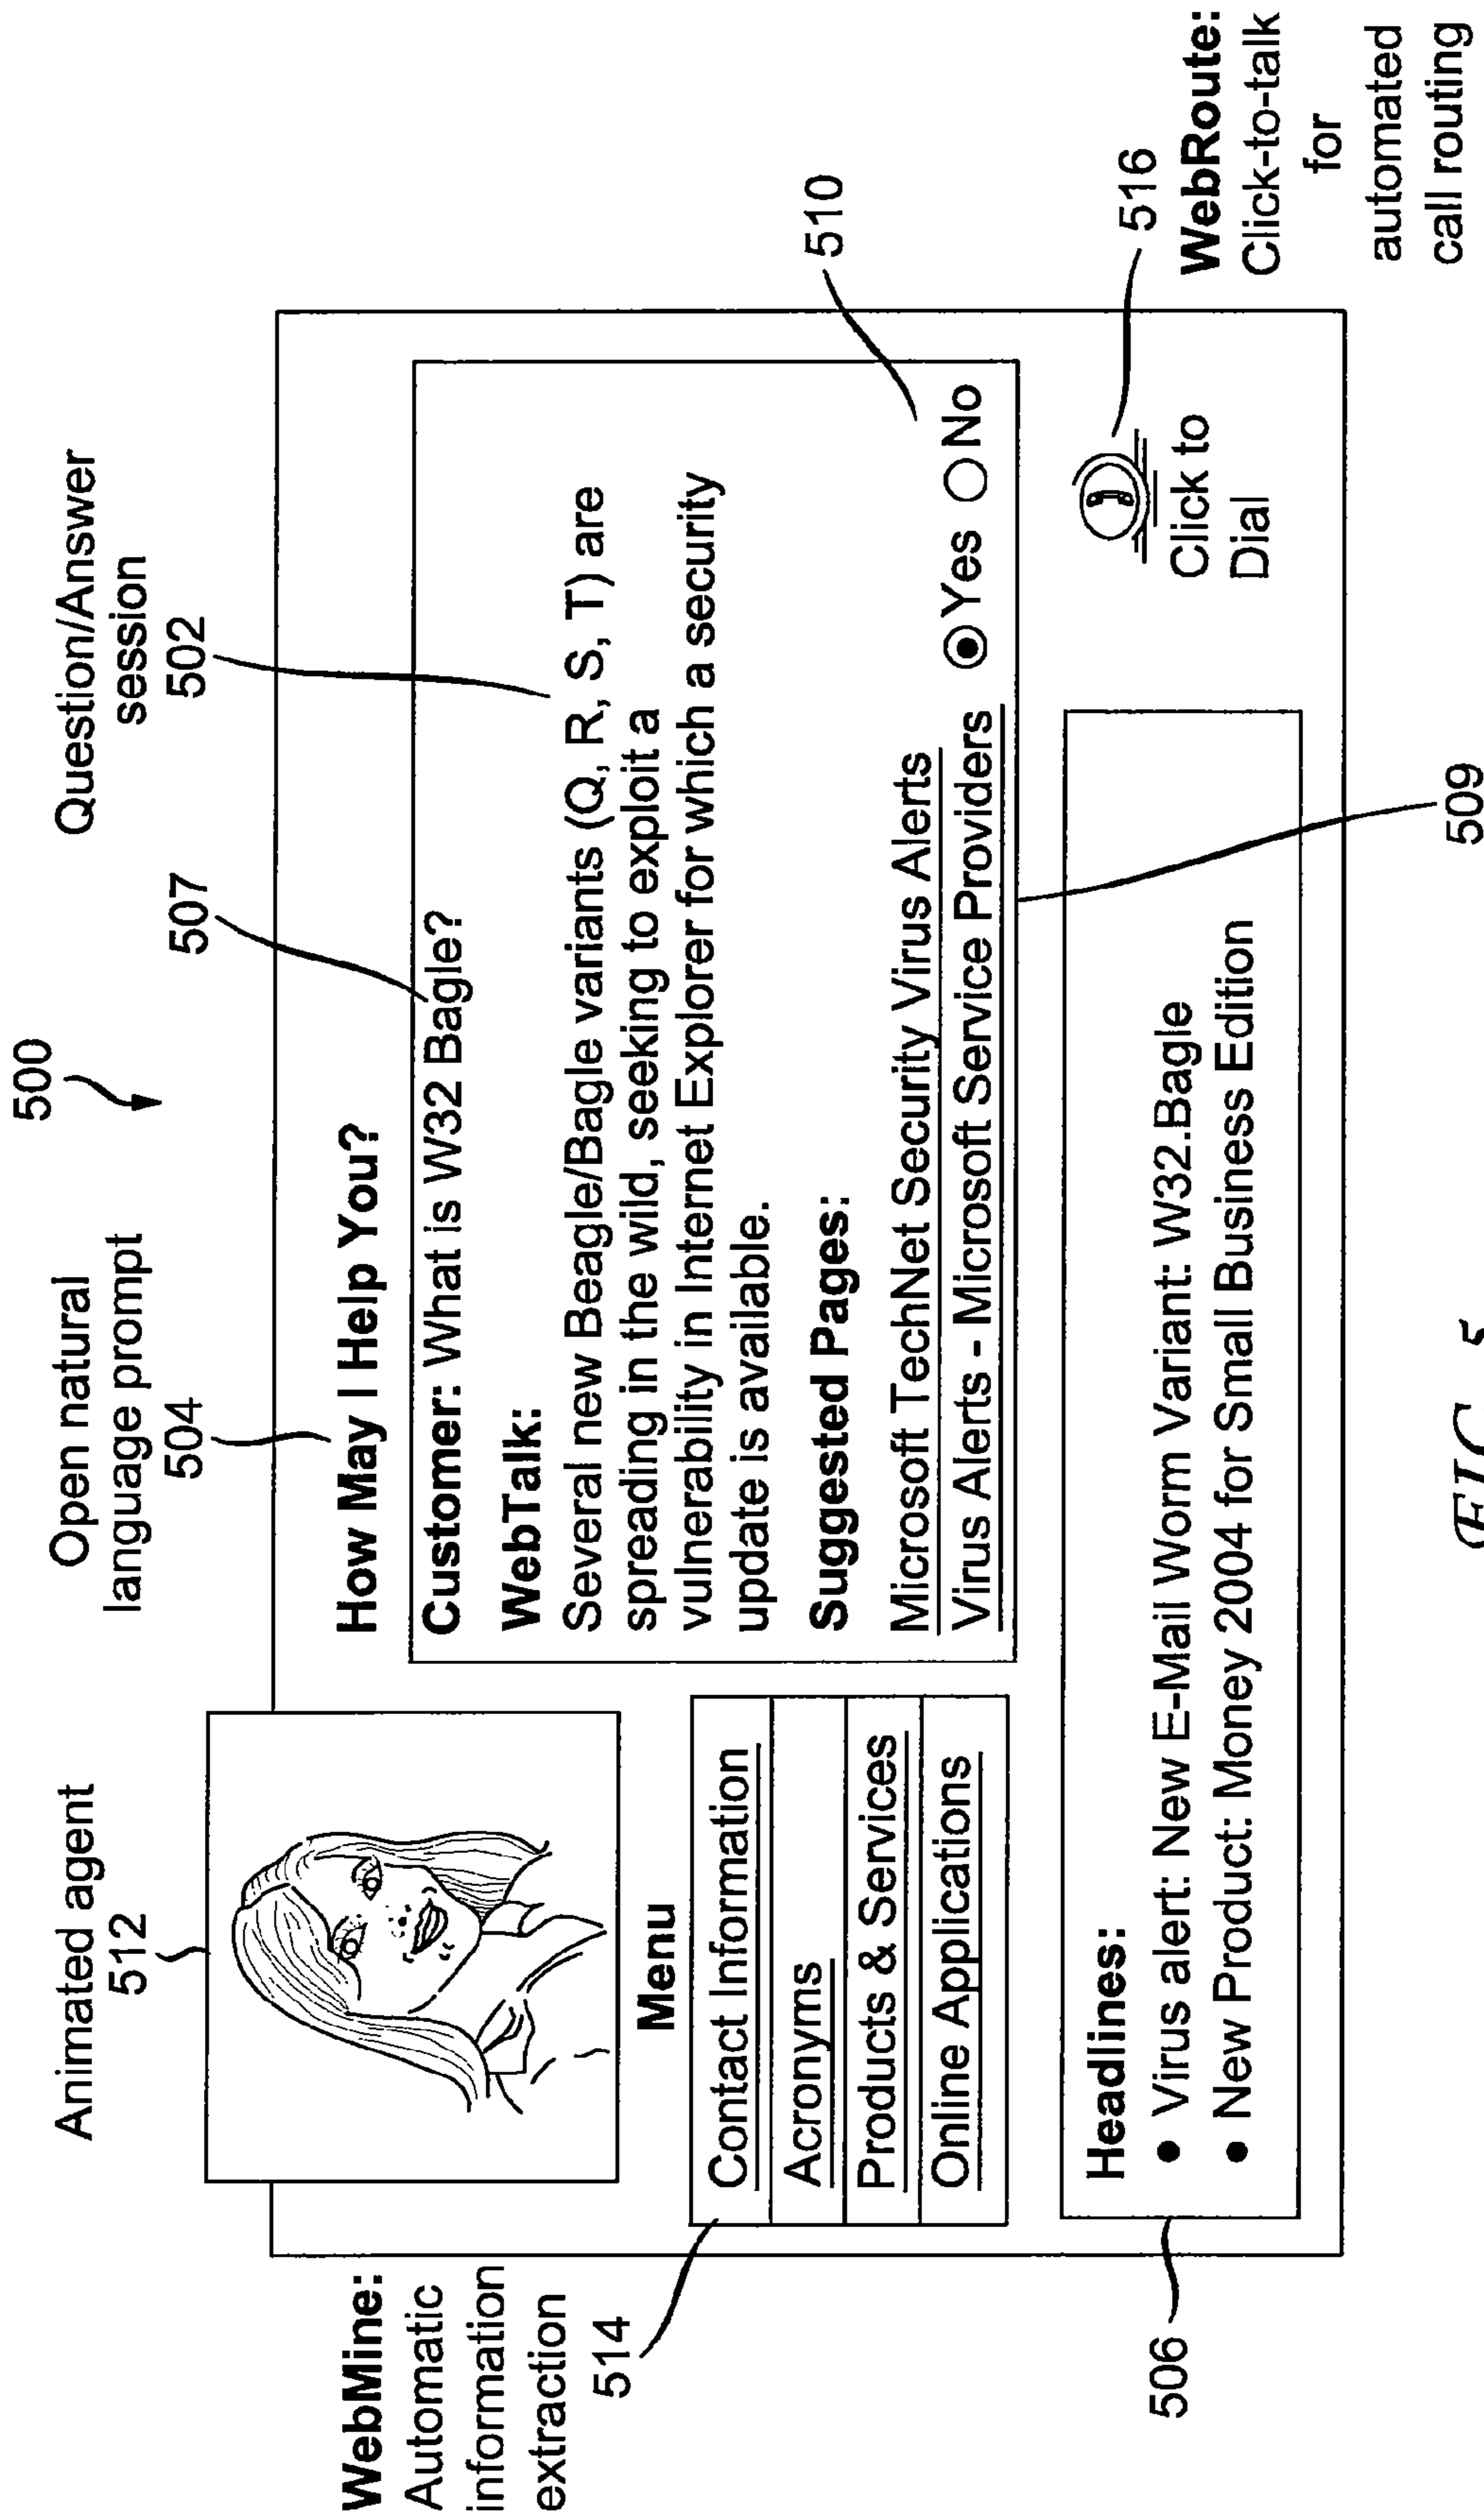 500
Animated agent
512
Open natural
language prompt
504
507
Question/Answer
session
502
WebMine:
Automatic
information
extraction
514
How May I Help You?
Customer: What is W32 Bagle?
WebTalk:
Several new Beagle/Bagle variants (Q, R, S, T) are
spreading in the wild, seeking to exploit a
vulnerability in Internet Explorer for which a security
update is available.
Suggested Pages:
Microsoft TechNet Security Virus Alerts
Virus Alerts - Microsoft Service Providers
Yes No
510
Menu
Contact Information
Acronyms
Products & Services
Online Applications
506
Headlines:
• Virus alert: New E-Mail Worm Variant: W32.Bagle
• New Product: Money 2004 for Small Business Edition
Click to
Dial
516
WebRoute:
Click-to-talk
for
automated
call routing
509
FIG. 5